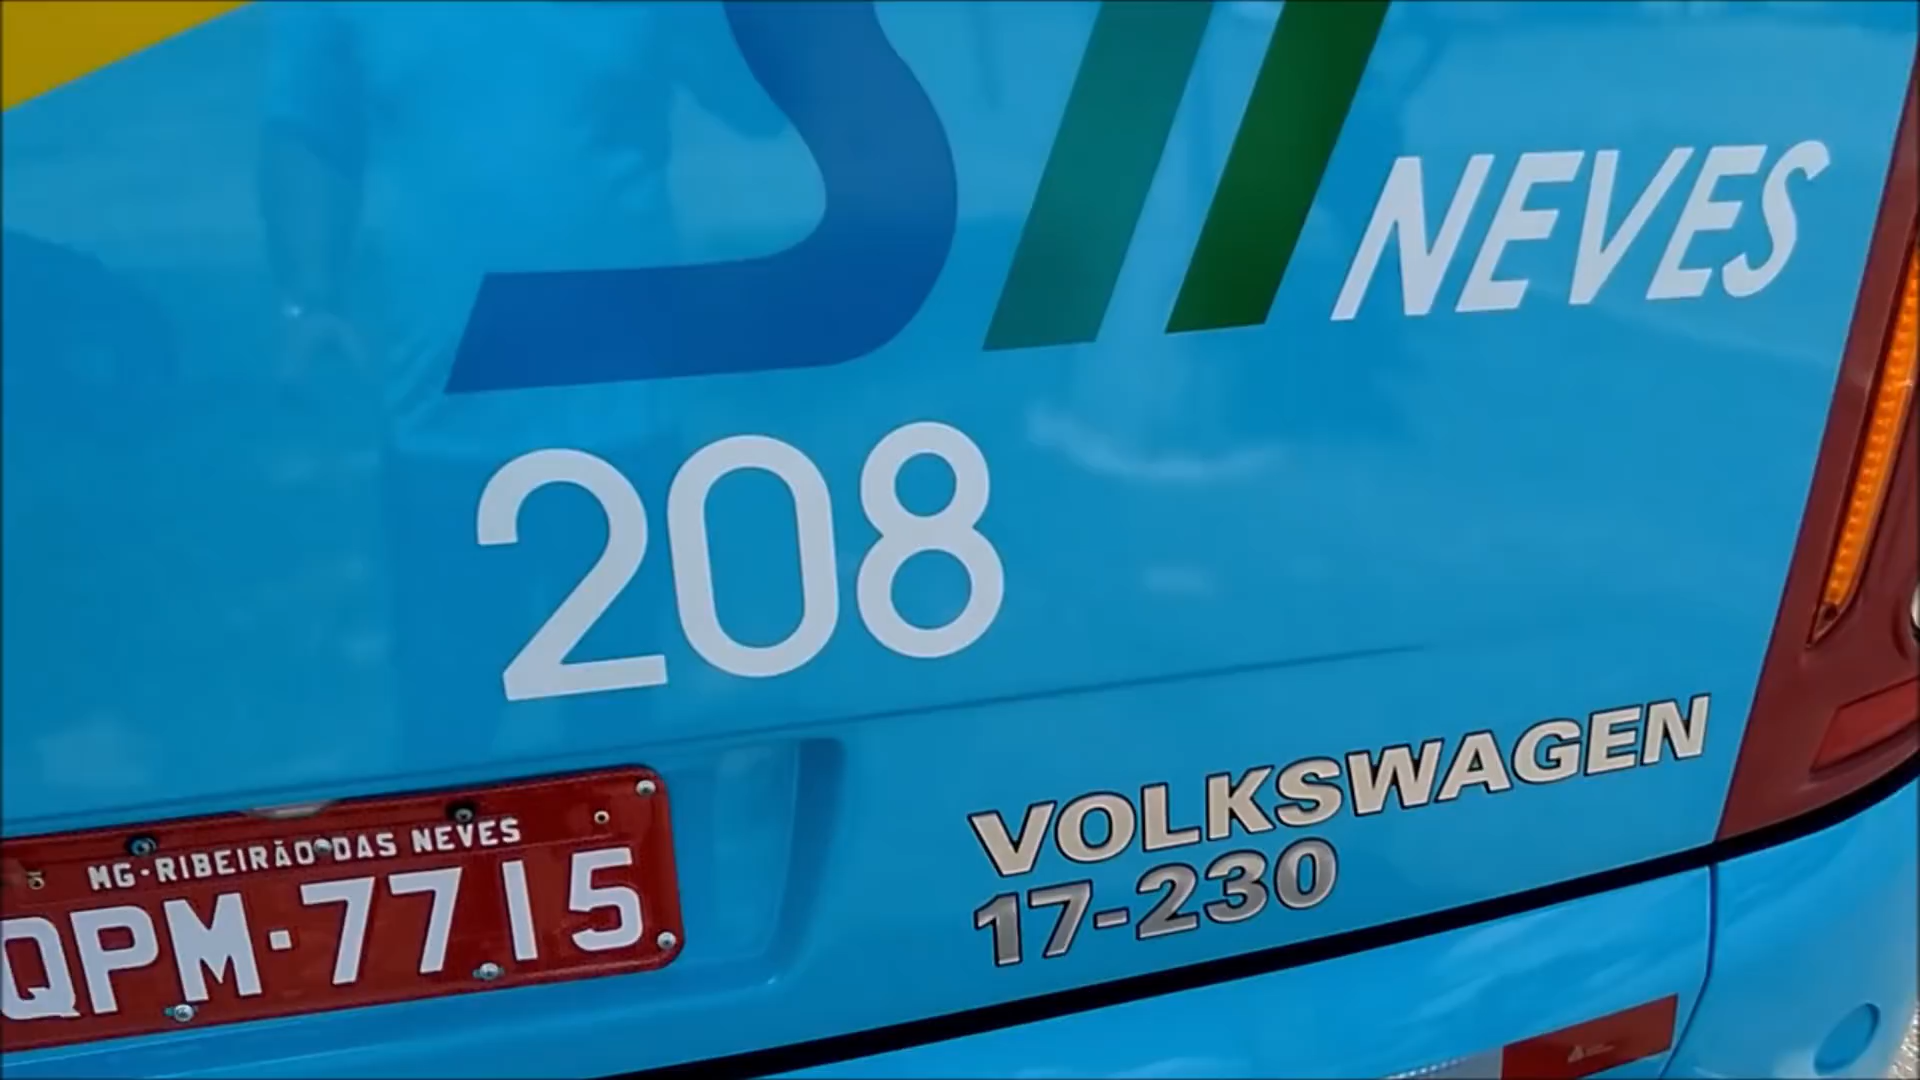 NEVES
208
VOLKSWAGEN
17-230
MG·RIBEIRÃO DAS NEVES
QPM·7715